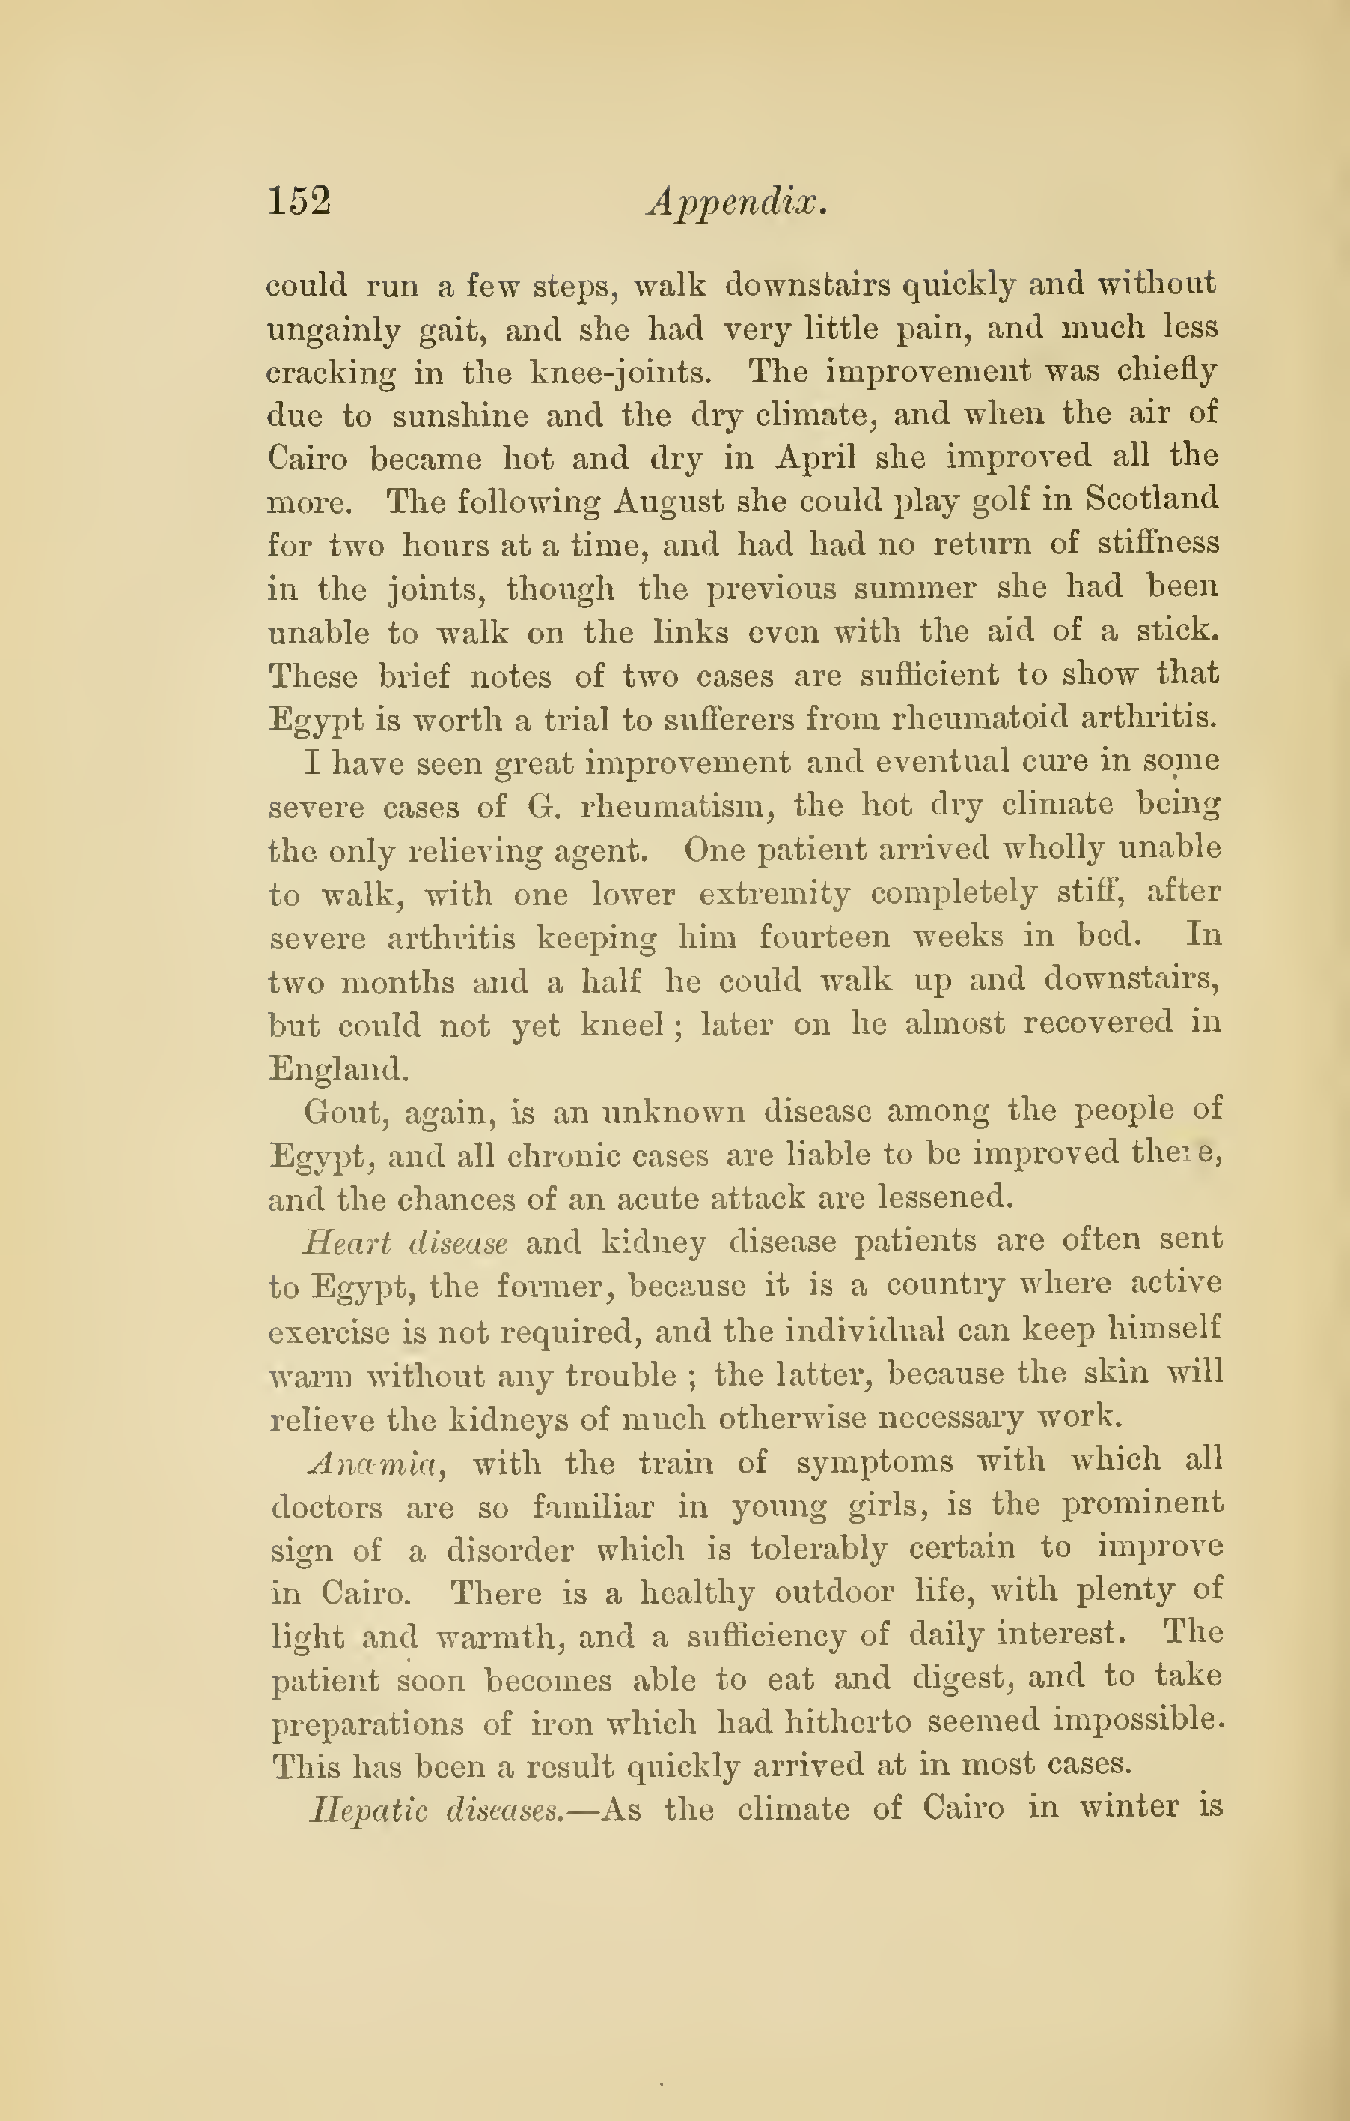 152 Appendix.
could run a few steps, walk downstairs quickly and without
ungainly gait, and she had very little pain, and much less
cracking in the knee-joints. The improvement was chiefly
due to sunshine and the dry climate, and when the air of
Cairo became hot and dry in April she improved all the
more. The following August she could play golf in Scotland
for two hours at a time, and had had no return of stiffness
in the joints, though the previous summer she had been
unable to walk on the links even with the aid of a stick.
These brief notes of two cases are sufficient to show that
Egypt is worth a trial to sufferers from rheumatoid arthritis.
I have seen great improvement and eventual cure in some
severe cases of G. rheumatism, the hot dry climate being
the only relieving agent. One patient arrived wholly unable
to walk, with one lower extremity completely stiff, after
severe arthritis keeping him fourteen weeks in bed. In
two months and a half he could walk up and downstairs,
but could not yet kneel ; later on he almost recovered in
England.
Gout, again, is an unknown disease among the people of
Egypt, and all chronic cases are liable to be improved there,
and the chances of an acute attack are lessened.
Heart disease and kidney disease patients are often sent
to Egypt, the former, because it is a country where active
exercise is not required, and the individual can keep himself
warm without any trouble ; the latter, because the skin will
relieve the kidneys of much otherwise necessary work.
Anæmia, with the train of symptoms with which all
doctors are so familiar in young girls, is the prominent
sign of a disorder which is tolerably certain to improve
in Cairo. There is a healthy outdoor life, with plenty of
light and warmth, and a sufficiency of daily interest. The
patient soon becomes able to eat and digest, and to take
preparations of iron which had hitherto seemed impossible.
This has been a result quickly arrived at in most cases.
Hepatic diseases.—As the climate of Cairo in winter is